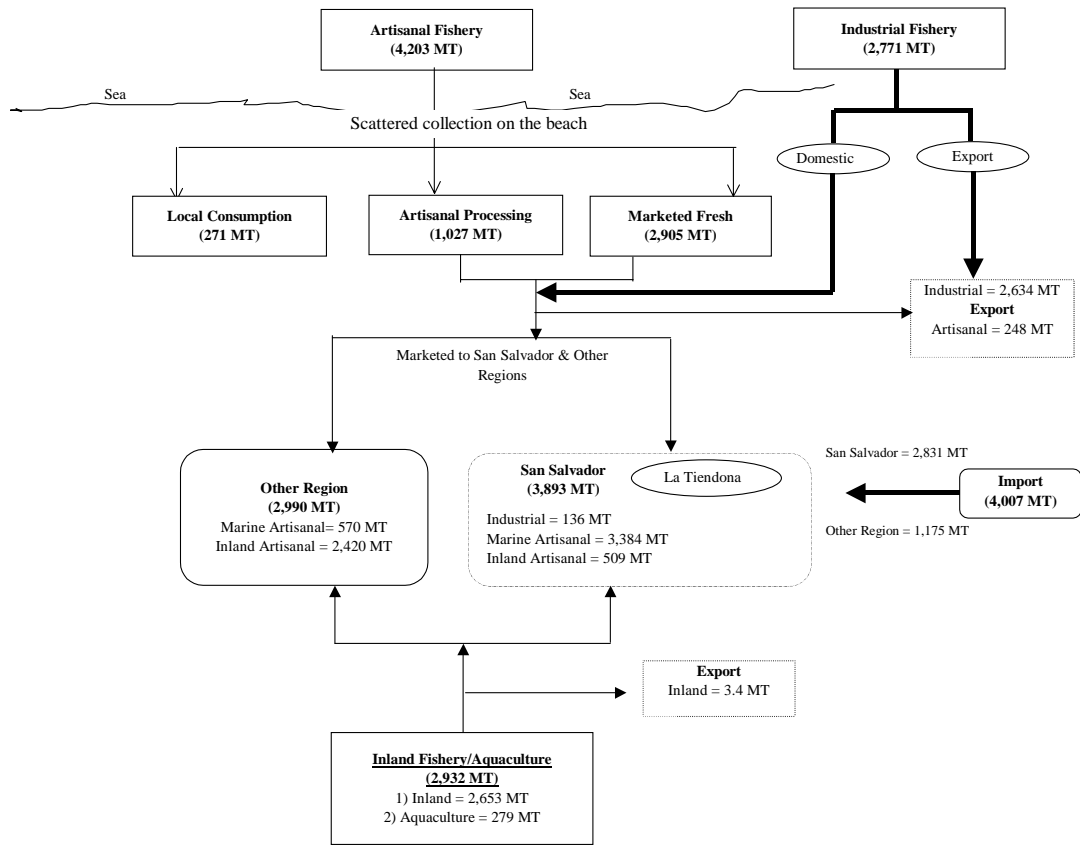 Artisanal Fishery
(4,203 MT)
Industrial Fishery
(2,771 MT)
Sea
Sea
Scattered collection on the beach
Domestic
Export
Local Consumption
(271 MT)
Artisanal Processing
(1,027 MT)
Marketed Fresh
(2,905 MT)
Industrial = 2,634 MT
Export
Artisanal = 248 MT
Marketed to San Salvador & Other
Regions
Other Region
(2,990 MT)
Marine Artisanal= 570 MT
Inland Artisanal = 2,420 MT
San Salvador
(3,893 MT)
La Tiendona
Industrial = 136 MT
Marine Artisanal = 3,384 MT
Inland Artisanal = 509 MT
San Salvador = 2,831 MT
Import
(4,007 MT)
Other Region = 1,175 MT
Export
Inland = 3.4 MT
Inland Fishery/Aquaculture
(2,932 MT)
1) Inland = 2,653 MT
2) Aquaculture = 279 MT